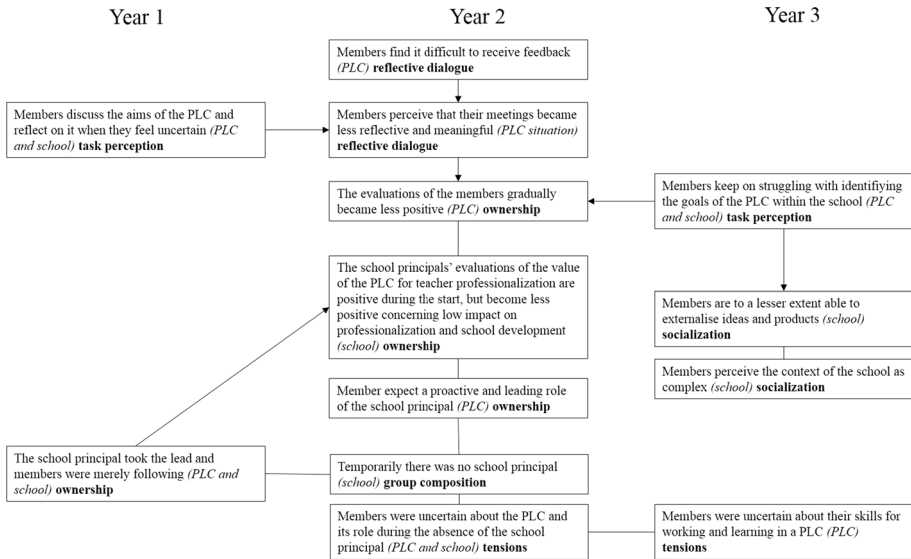 Year 1
Year 2
Year 3
Members find it difficult to receive feedback
(PLC) reflective dialogue
Members discuss the aims of the PLC and
reflect on it when they feel uncertain (PLC
and school) task perception
Members perceive that their meetings became
less reflective and meaningful (PLC situation)
reflective dialogue
The evaluations of the members gradually
became less positive (PLC) ownership
Members keep on struggling with identifiying
the goals of the PLC within the school (PLC
and school) task perception
The school principals’ evaluations of the value
of the PLC for teacher professionalization are
positive during the start, but become less
positive concerning low impact on
professionalization and school development
(school) ownership
Members are to a lesser extent able to
externalise ideas and products (school)
socialization
Members perceive the context of the school as
complex (school) socialization
Member expect a proactive and leading role
of the school principal (PLC) ownership
The school principal took the lead and
members were merely following (PLC and
school) ownership
Temporarily there was no school principal
(school) group composition
Members were uncertain about the PLC and
its role during the absence of the school
principal (PLC and school) tensions
Members were uncertain about their skills for
working and learning in a PLC (PLC)
tensions